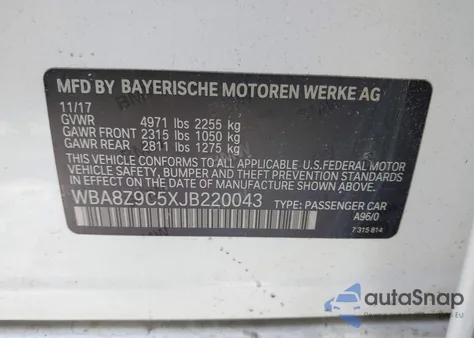 MFD BY BAYERISCHE MOTOREN WERKE AG
11/17
GVWR 4971 lbs 2255 kg
GAWR FRONT 2315 lbs 1050 kg
GAWR REAR 2811 lbs 1275 kg
THIS VEHICLE CONFORMS TO ALL APPLICABLE U.S.FEDERAL MOTOR
VEHICLE SAFETY, BUMPER, AND THEFT PREVENTION STANDARDS
IN EFFECT ON THE DATE OF MANUFACTURE SHOWN ABOVE.
WBA8Z9C5XJB220043 TYPE: PASSENGER CAR
A96/0
7 315 814
autoSnap